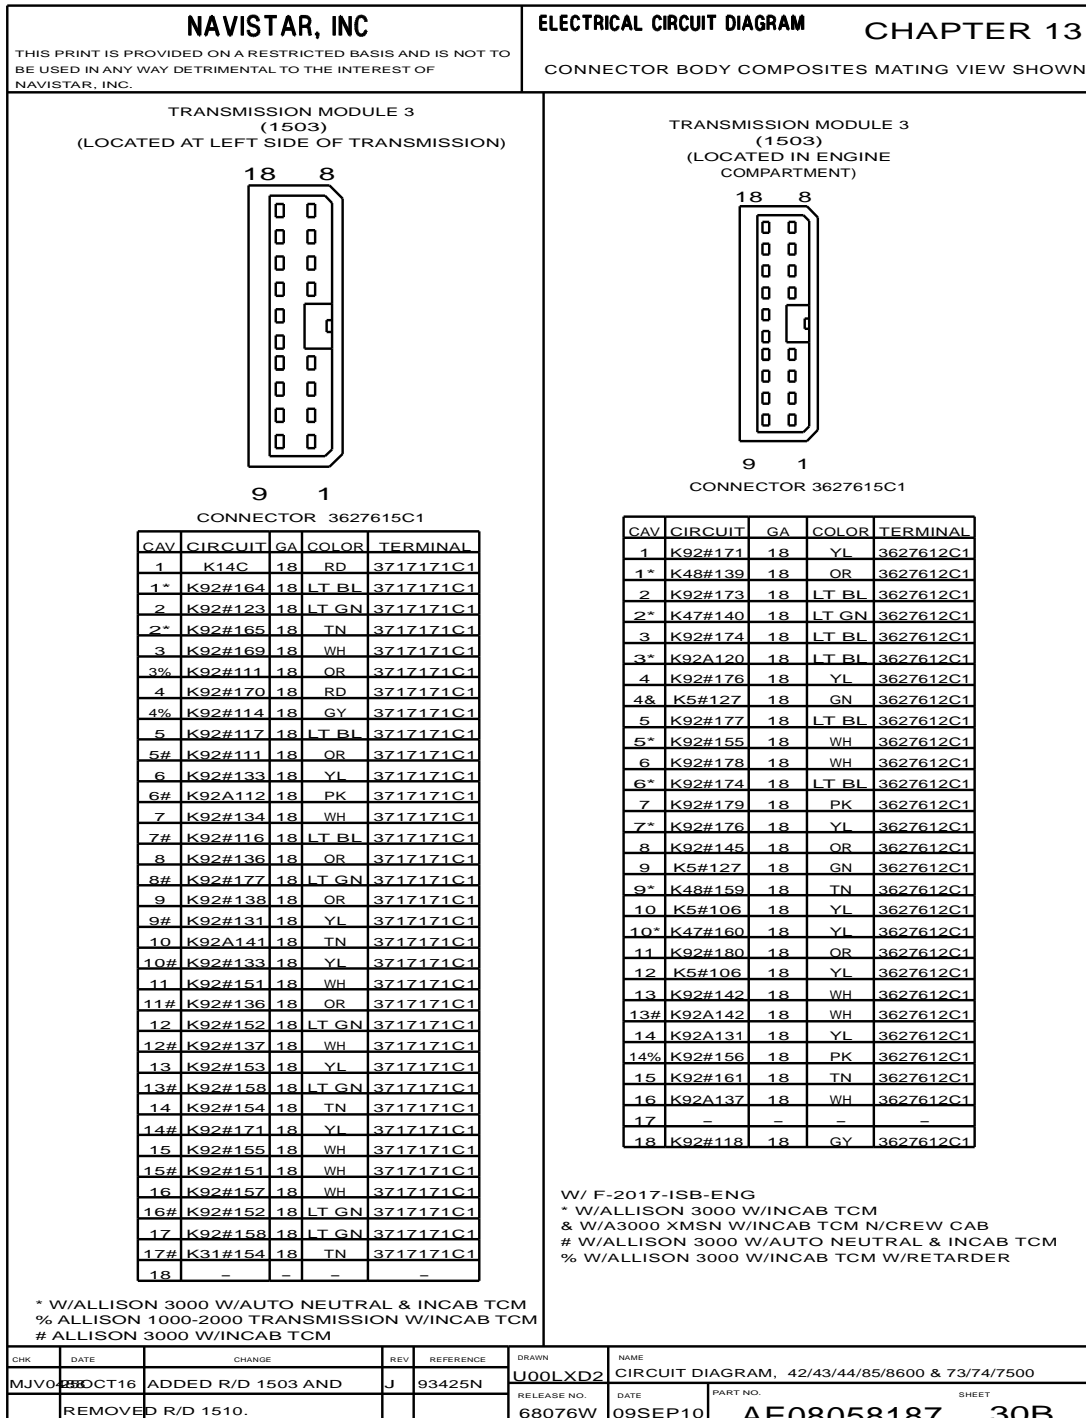 NAVISTAR, INC
THIS PRINT IS PROVIDED ON A RESTRICTED BASIS AND IS NOT TO
BE USED IN ANY WAY DETRIMENTAL TO THE INTEREST OF
NAVISTAR, INC.
ELECTRICAL CIRCUIT DIAGRAM
CHAPTER 13
CONNECTOR BODY COMPOSITES MATING VIEW SHOWN
TRANSMISSION MODULE 3
(1503)
(LOCATED AT LEFT SIDE OF TRANSMISSION)
18 8
9 1
CONNECTOR 3627615C1
CAV CIRCUIT GA COLOR TERMINAL
1 K14C 18 RD 3717171C1
1* K92#164 18 LT BL 3717171C1
2 K92#123 18 LT GN 3717171C1
2* K92#165 18 TN 3717171C1
3 K92#169 18 WH 3717171C1
3% K92#111 18 OR 3717171C1
4 K92#170 18 RD 3717171C1
4% K92#114 18 GY 3717171C1
5 K92#117 18 LT BL 3717171C1
5# K92#111 18 OR 3717171C1
6 K92#133 18 YL 3717171C1
6# K92A112 18 PK 3717171C1
7 K92#134 18 WH 3717171C1
7# K92#116 18 LT BL 3717171C1
8 K92#136 18 OR 3717171C1
8# K92#177 18 LT GN 3717171C1
9 K92#138 18 OR 3717171C1
9# K92#131 18 YL 3717171C1
10 K92A141 18 TN 3717171C1
10# K92#133 18 YL 3717171C1
11 K92#151 18 WH 3717171C1
11# K92#136 18 OR 3717171C1
12 K92#152 18 LT GN 3717171C1
12# K92#137 18 WH 3717171C1
13 K92#153 18 YL 3717171C1
13# K92#158 18 LT GN 3717171C1
14 K92#154 18 TN 3717171C1
14# K92#171 18 YL 3717171C1
15 K92#155 18 WH 3717171C1
15# K92#151 18 WH 3717171C1
16 K92#157 18 WH 3717171C1
16# K92#152 18 LT GN 3717171C1
17 K92#158 18 LT GN 3717171C1
17# K31#154 18 TN 3717171C1
18 – – – –
* W/ALLISON 3000 W/AUTO NEUTRAL & INCAB TCM
% ALLISON 1000-2000 TRANSMISSION W/INCAB TCM
# ALLISON 3000 W/INCAB TCM
TRANSMISSION MODULE 3
(1503)
(LOCATED IN ENGINE
COMPARTMENT)
18 8
9 1
CONNECTOR 3627615C1
CAV CIRCUIT GA COLOR TERMINAL
1 K92#171 18 YL 3627612C1
1* K48#139 18 OR 3627612C1
2 K92#173 18 LT BL 3627612C1
2* K47#140 18 LT GN 3627612C1
3 K92#174 18 LT BL 3627612C1
3* K92A120 18 LT BL 3627612C1
4 K92#176 18 YL 3627612C1
4& K5#127 18 GN 3627612C1
5 K92#177 18 LT BL 3627612C1
5* K92#155 18 WH 3627612C1
6 K92#178 18 WH 3627612C1
6* K92#174 18 LT BL 3627612C1
7 K92#179 18 PK 3627612C1
7* K92#176 18 YL 3627612C1
8 K92#145 18 OR 3627612C1
9 K5#127 18 GN 3627612C1
9* K48#159 18 TN 3627612C1
10 K5#106 18 YL 3627612C1
10* K47#160 18 YL 3627612C1
11 K92#180 18 OR 3627612C1
12 K5#106 18 YL 3627612C1
13 K92#142 18 WH 3627612C1
13# K92A142 18 WH 3627612C1
14 K92A131 18 YL 3627612C1
14% K92#156 18 PK 3627612C1
15 K92#161 18 TN 3627612C1
16 K92A137 18 WH 3627612C1
17 – – – –
18 K92#118 18 GY 3627612C1
W/ F-2017-ISB-ENG
* W/ALLISON 3000 W/INCAB TCM
& W/A3000 XMSN W/INCAB TCM N/CREW CAB
# W/ALLISON 3000 W/AUTO NEUTRAL & INCAB TCM
% W/ALLISON 3000 W/INCAB TCM W/RETARDER
CHK DATE CHANGE REV REFERENCE
OCT16 ADDED R/D 1503 AND J 93425N
REMOVED R/D 1510.
DRAWN
U00LXD2
NAME
CIRCUIT DIAGRAM, 42/43/44/85/8600 & 73/74/7500
RELEASE NO.
68076W
DATE
09SEP10
PART NO.
AE08058187
SHEET
30B